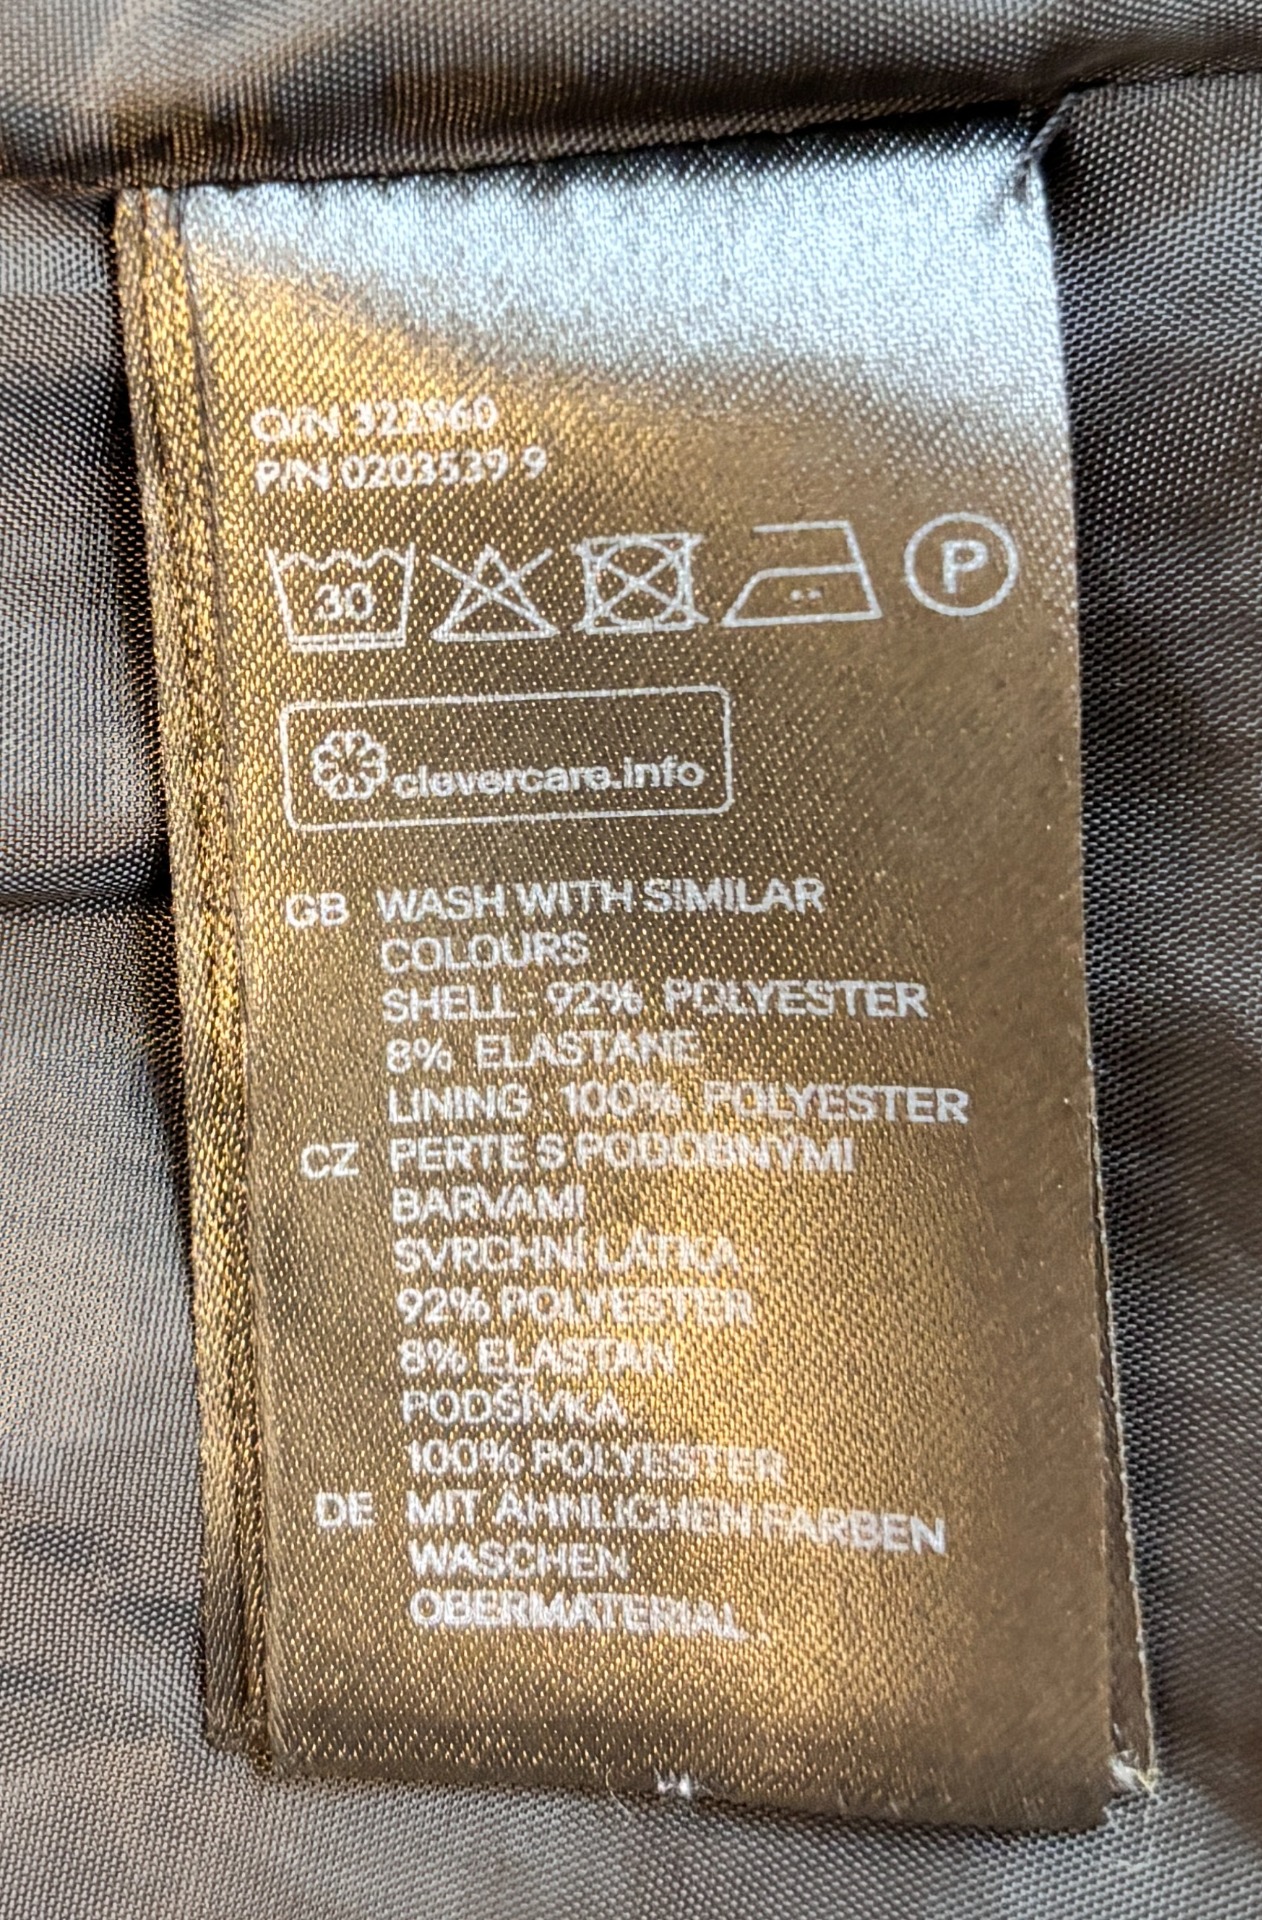 O/N 322960
P/N 0203539 9
30
P
clevercare.info
GB WASH WITH SIMILAR
COLOURS
SHELL: 92% POLYESTER
8% ELASTANE
LINING: 100% POLYESTER
CZ PERTE S PODOBNÝMI
BARVAMI
SVRCHNÍ LÁTKA
92% POLYESTER
8% ELASTAN
PODŠÍVKA
100% POLYESTER
DE MIT ÄHNLICHEN FARBEN
WASCHEN
OBERMATERIAL